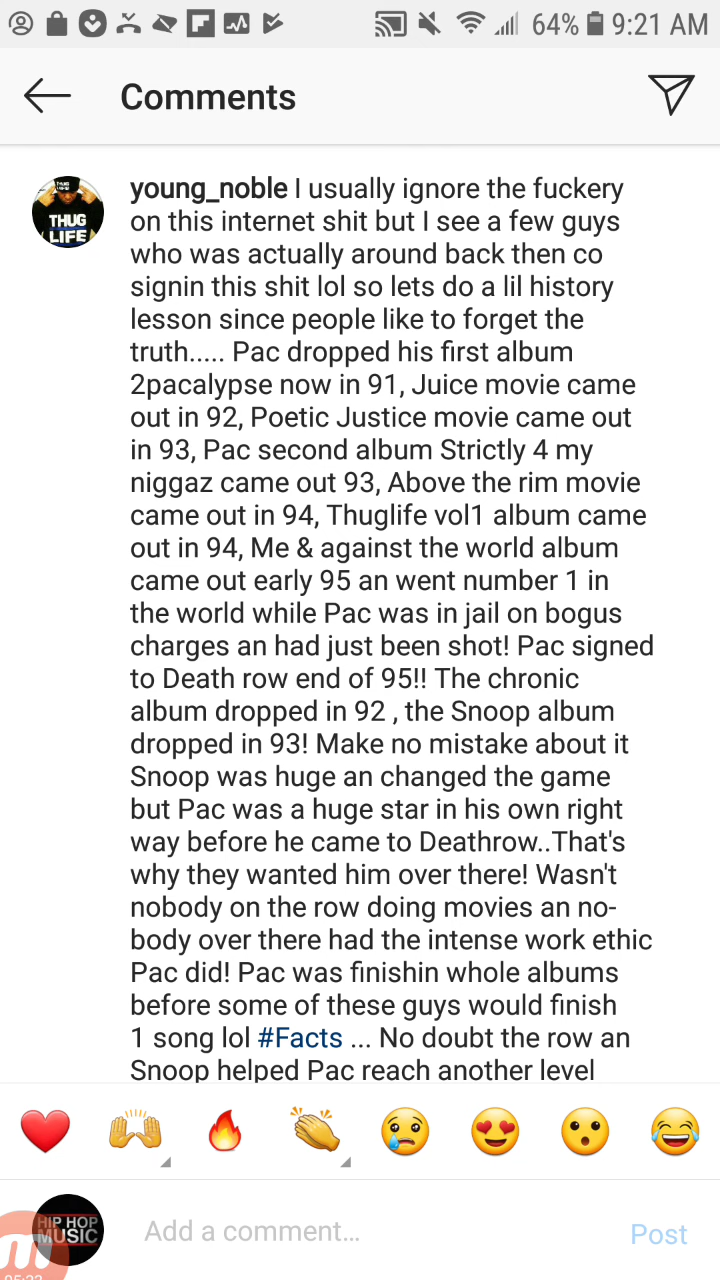 64% 9:21 AM
Comments
THUG
LIFE
young_noble I usually ignore the fuckery
on this internet shit but I see a few guys
who was actually around back then co
signin this shit lol so lets do a lil history
lesson since people like to forget the
truth..... Pac dropped his first album
2pacalypse now in 91, Juice movie came
out in 92, Poetic Justice movie came out
in 93, Pac second album Strictly 4 my
niggaz came out 93, Above the rim movie
came out in 94, Thuglife vol1 album came
out in 94, Me & against the world album
came out early 95 an went number 1 in
the world while Pac was in jail on bogus
charges an had just been shot! Pac signed
to Death row end of 95!! The chronic
album dropped in 92 , the Snoop album
dropped in 93! Make no mistake about it
Snoop was huge an changed the game
but Pac was a huge star in his own right
way before he came to Deathrow..That's
why they wanted him over there! Wasn't
nobody on the row doing movies an no-
body over there had the intense work ethic
Pac did! Pac was finishin whole albums
before some of these guys would finish
1 song lol #Facts ... No doubt the row an
Snoop helped Pac reach another level
HIP HOP
MUSIC
Add a comment...
Post